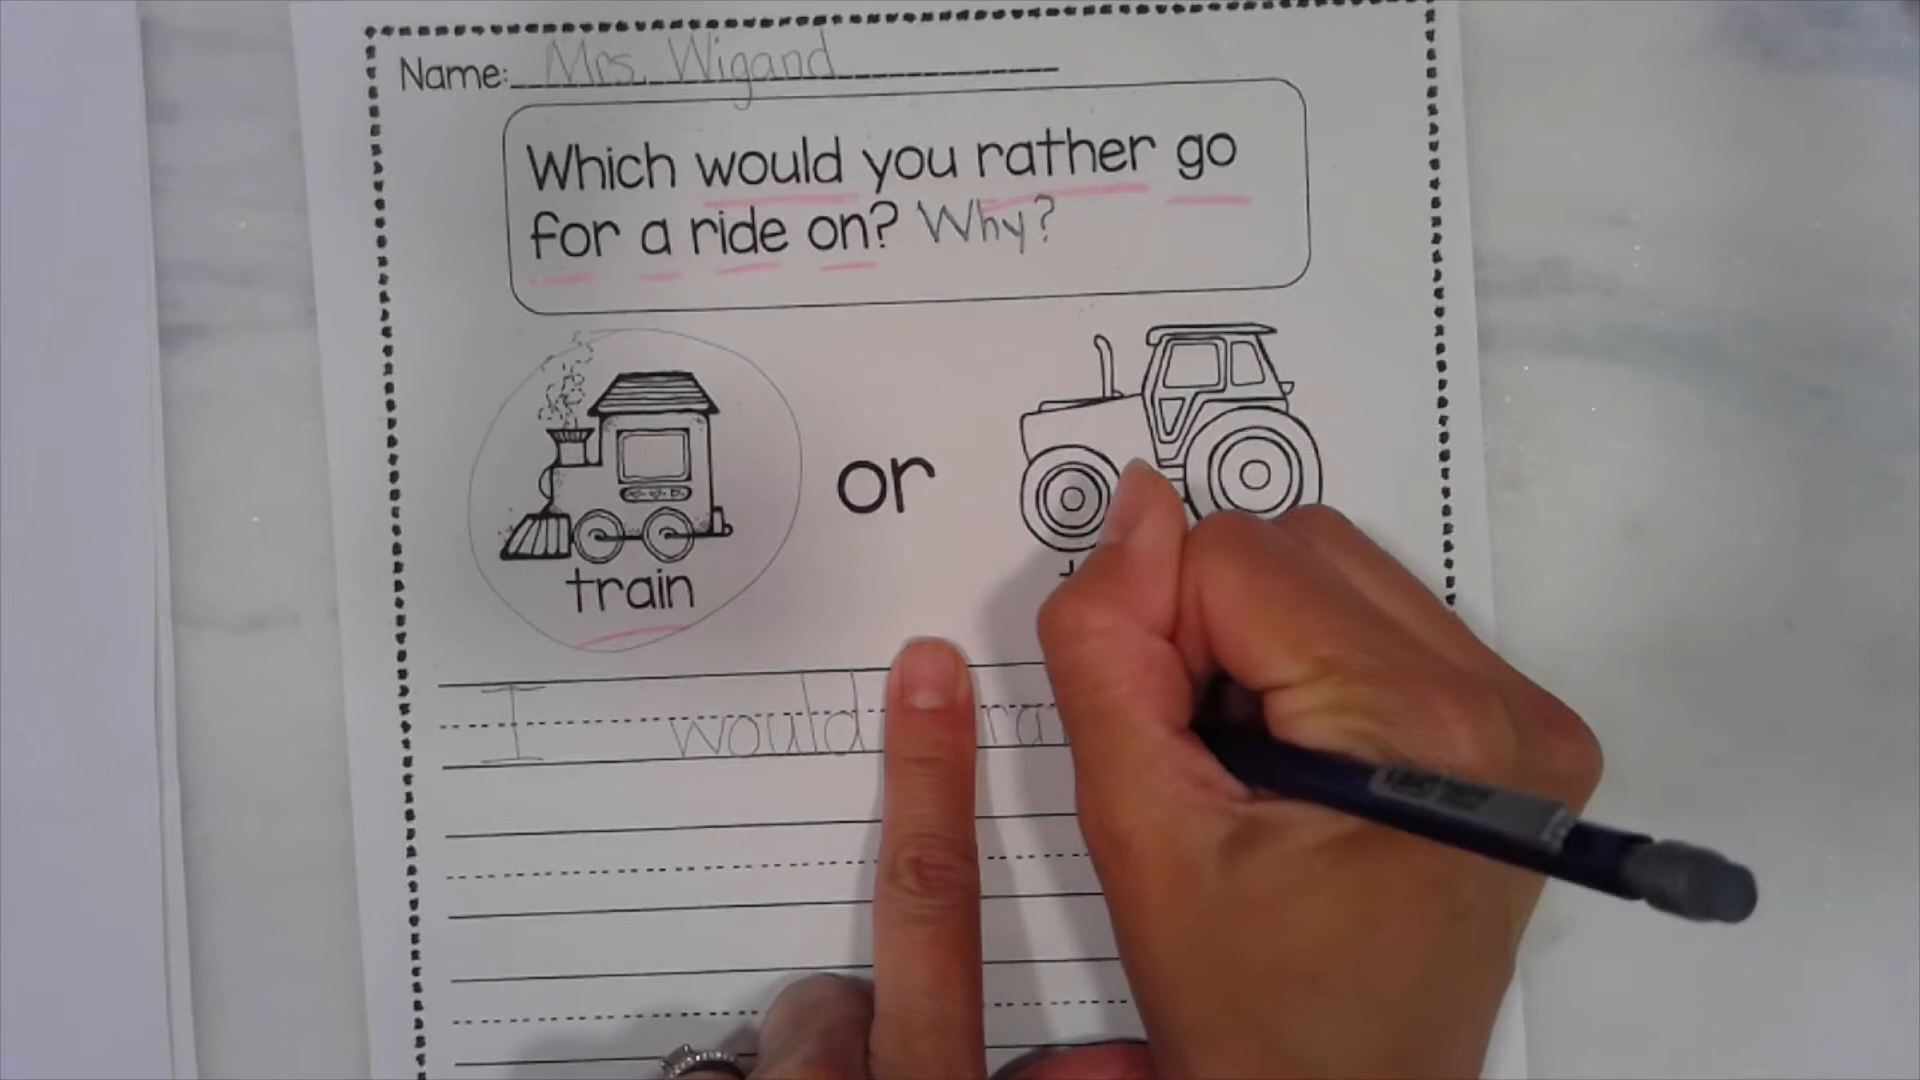 Name: Mrs. Wigand
Which would you rather go
for a ride on? Why?
or
train
I would